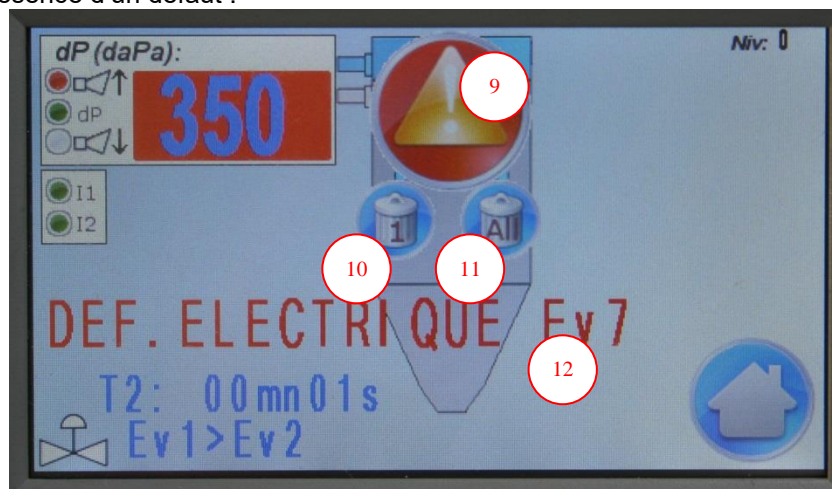 dP (daPa):
350
dP
I1
I2
Niv: 0
9
1
All
10
11
DEF. ELECTRIQUE Ev7
12
T2: 00mn01s
Ev1>Ev2